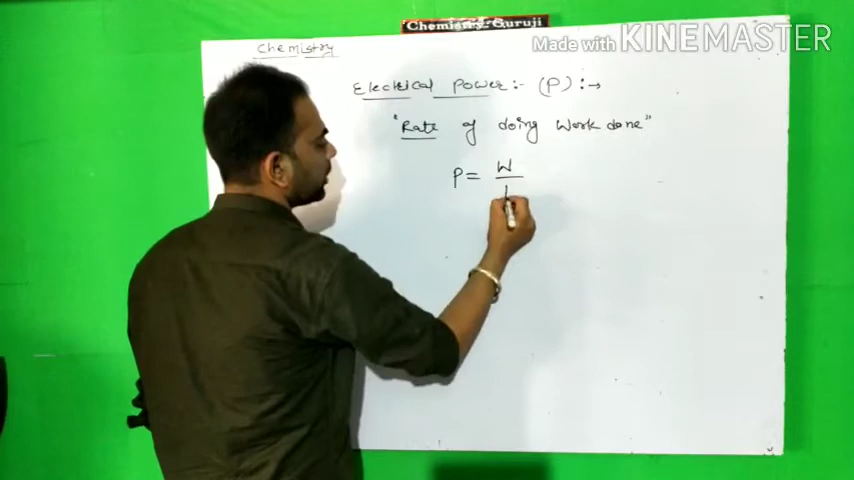 Chemistry-Guruji
Made with KINEMASTER
Chemistry
Electrical Power:- (P):→
"Rate of doing Work done"
P= W